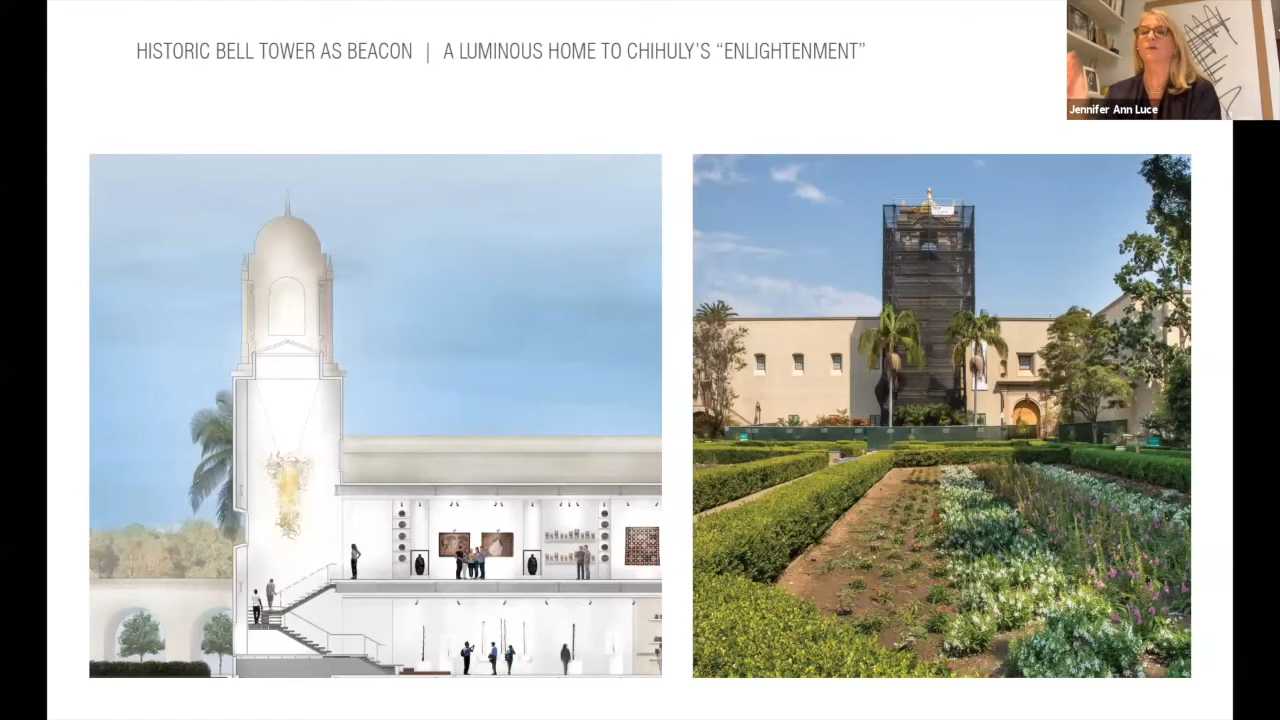 HISTORIC BELL TOWER AS BEACON | A LUMINOUS HOME TO CHIHULY'S “ENLIGHTENMENT”
Jennifer Ann Luce